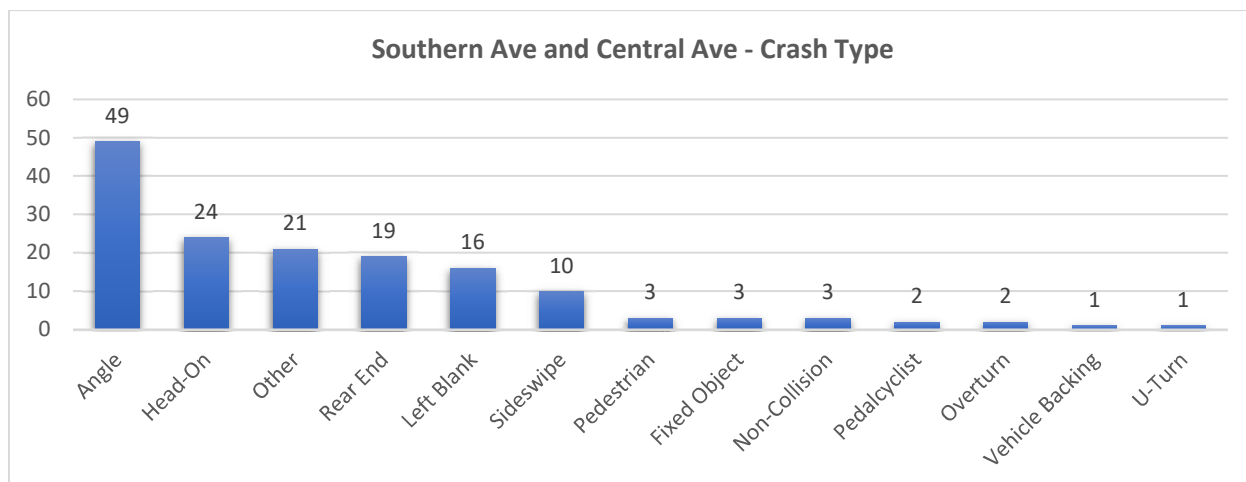 Southern Ave and Central Ave - Crash Type
60
50
40
30
20
10
0
49
24
21
19
16
10
3
3
3
2
2
1
1
Angle
Head-On
Other
Rear End
Left Blank
Sideswipe
Pedestrian
Fixed Object
Non-Collision
Pedalcyclist
Overturn
Vehicle Backing
U-Turn